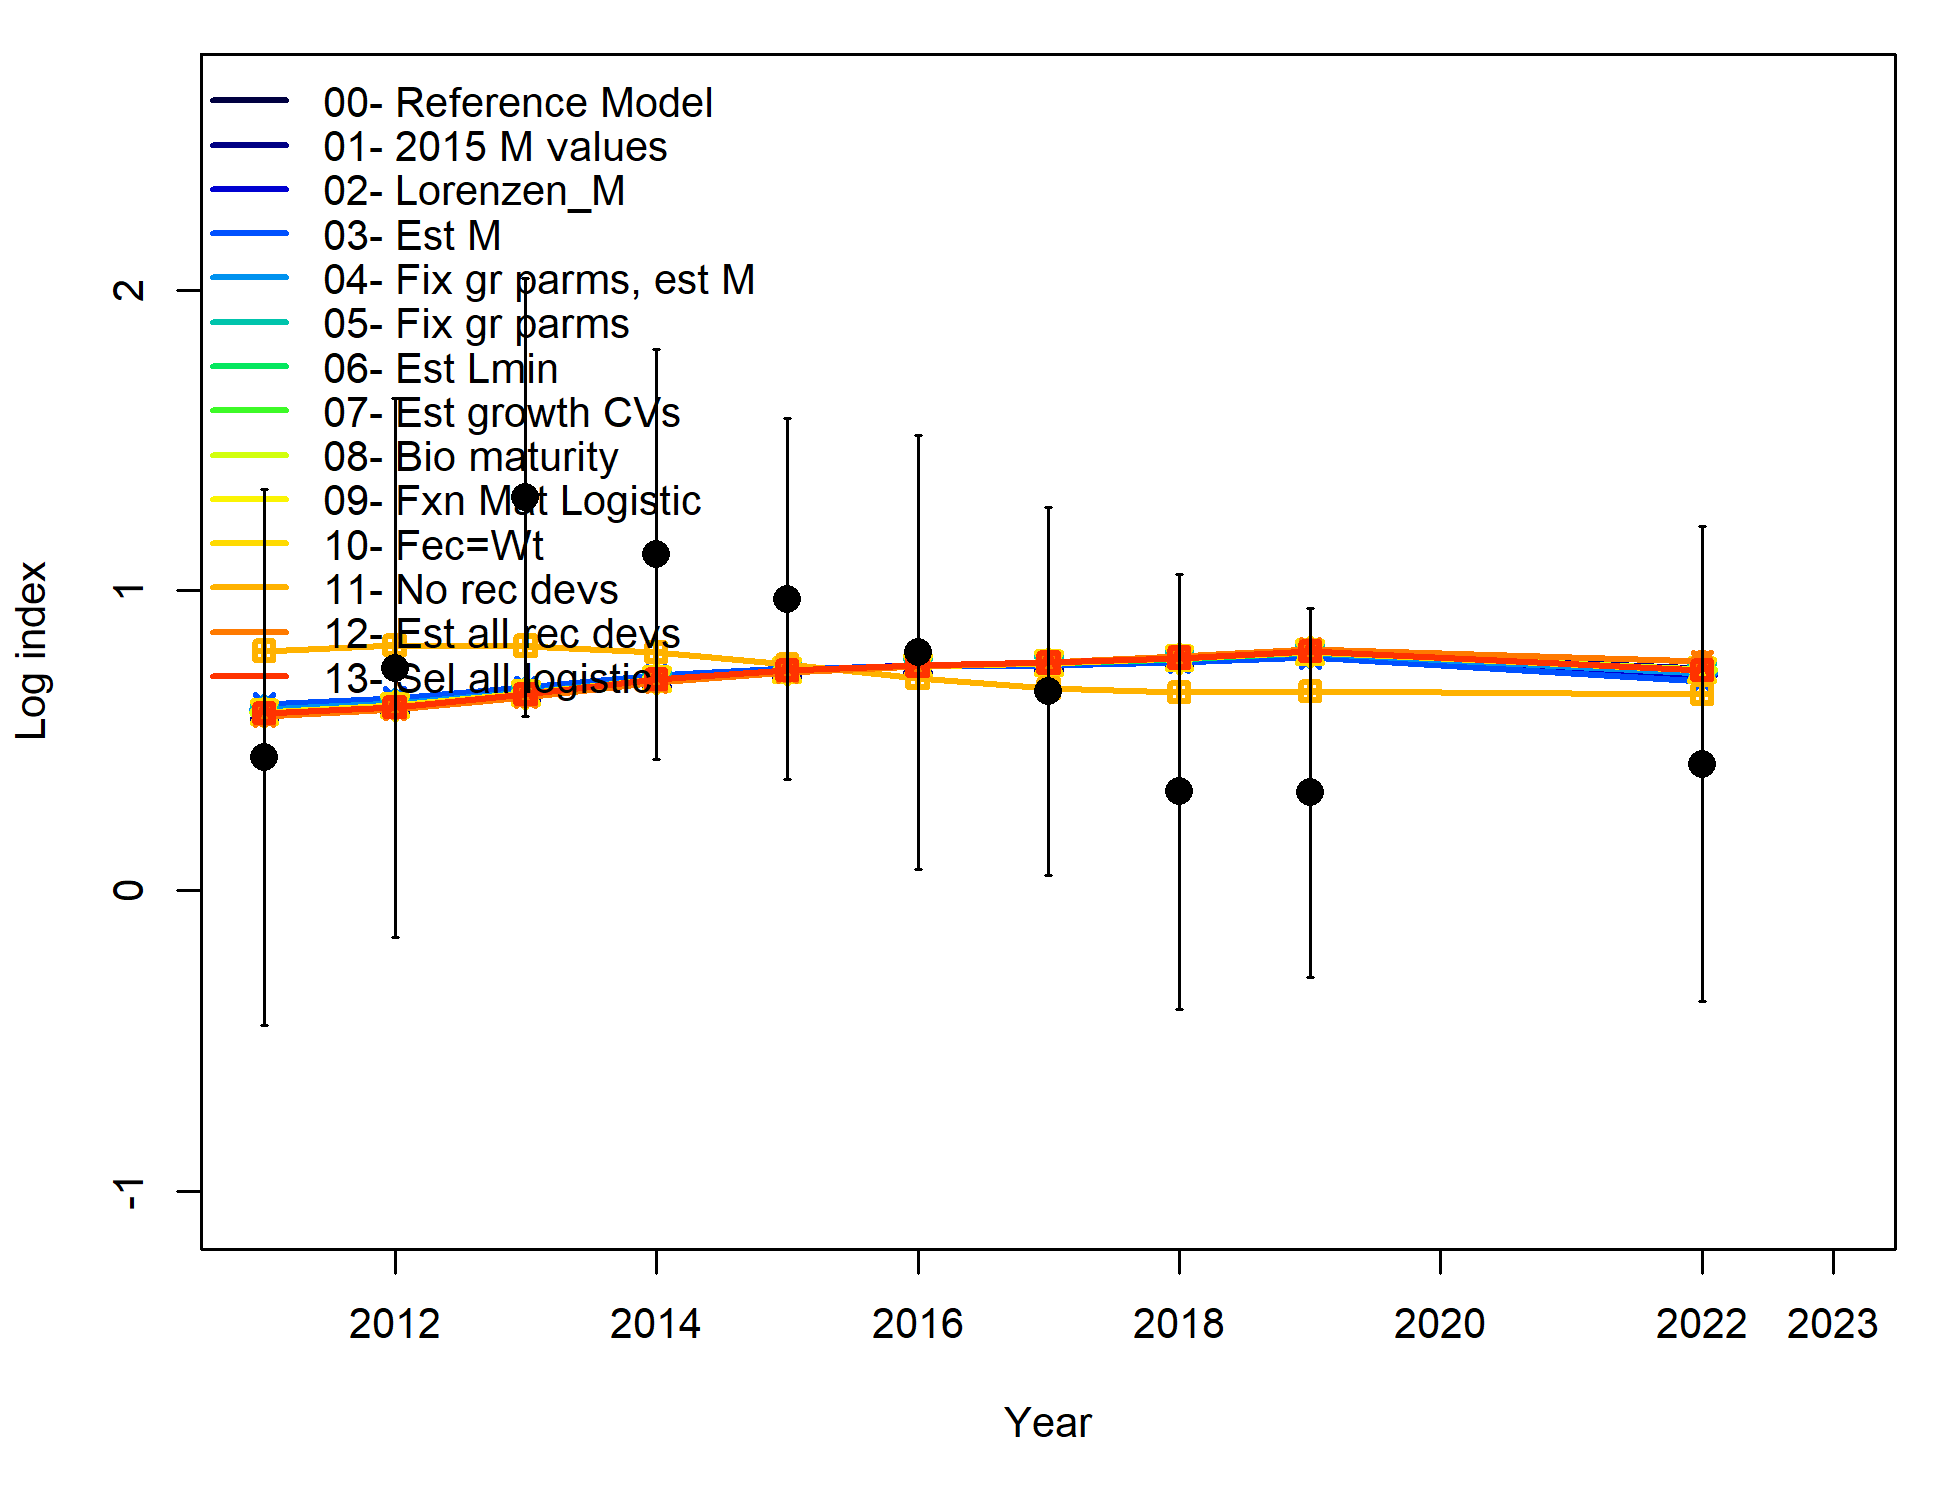 00- Reference Model
01- 2015 M values
02- Lorenzen_M
03- Est M
04- Fix gr parms, est M
05- Fix gr parms
06- Est Lmin
07- Est growth CVs
08- Bio maturity
09- Fxn Mat Logistic
10- Fec=Wt
11- No rec devs
12- Est all rec devs
13- Sel all logistic
Log index
2
1
0
-1
2012 2014 2016 2018 2020 2022 2023
Year